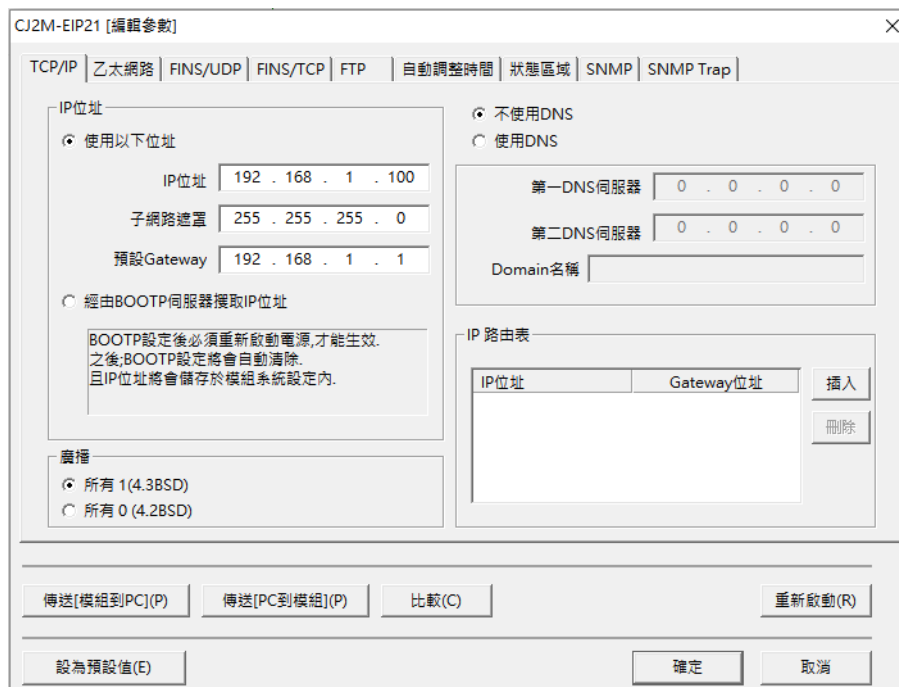 CJ2M-EIP21 [編輯參數]
TCP/IP 乙太網路 FINS/UDP FINS/TCP FTP 自動調整時間 狀態區域 SNMP SNMP Trap
IP位址
使用以下位址
IP位址 192 . 168 . 1 . 100
子網路遮置 255 . 255 . 255 . 0
預設Gateway 192 . 168 . 1 . 1
經由BOOTP伺服器擭取IP位址
BOOTP設定後必須重新啟動電源,才能生效.
之後;BOOTP設定將會自動清除.
且IP位址將會儲存於模組系統設定內.
廣播
所有 1(4.3BSD)
所有 0 (4.2BSD)
不使用DNS
使用DNS
第一DNS伺服器 0 . 0 . 0 . 0
第二DNS伺服器 0 . 0 . 0 . 0
Domain名稱
IP 路由表
IP位址 Gateway位址
插入
刪除
傳送[模組到PC](P) 傳送[PC到模組](P) 比較(C) 重新啟動(R)
設為預設值(E) 確定 取消